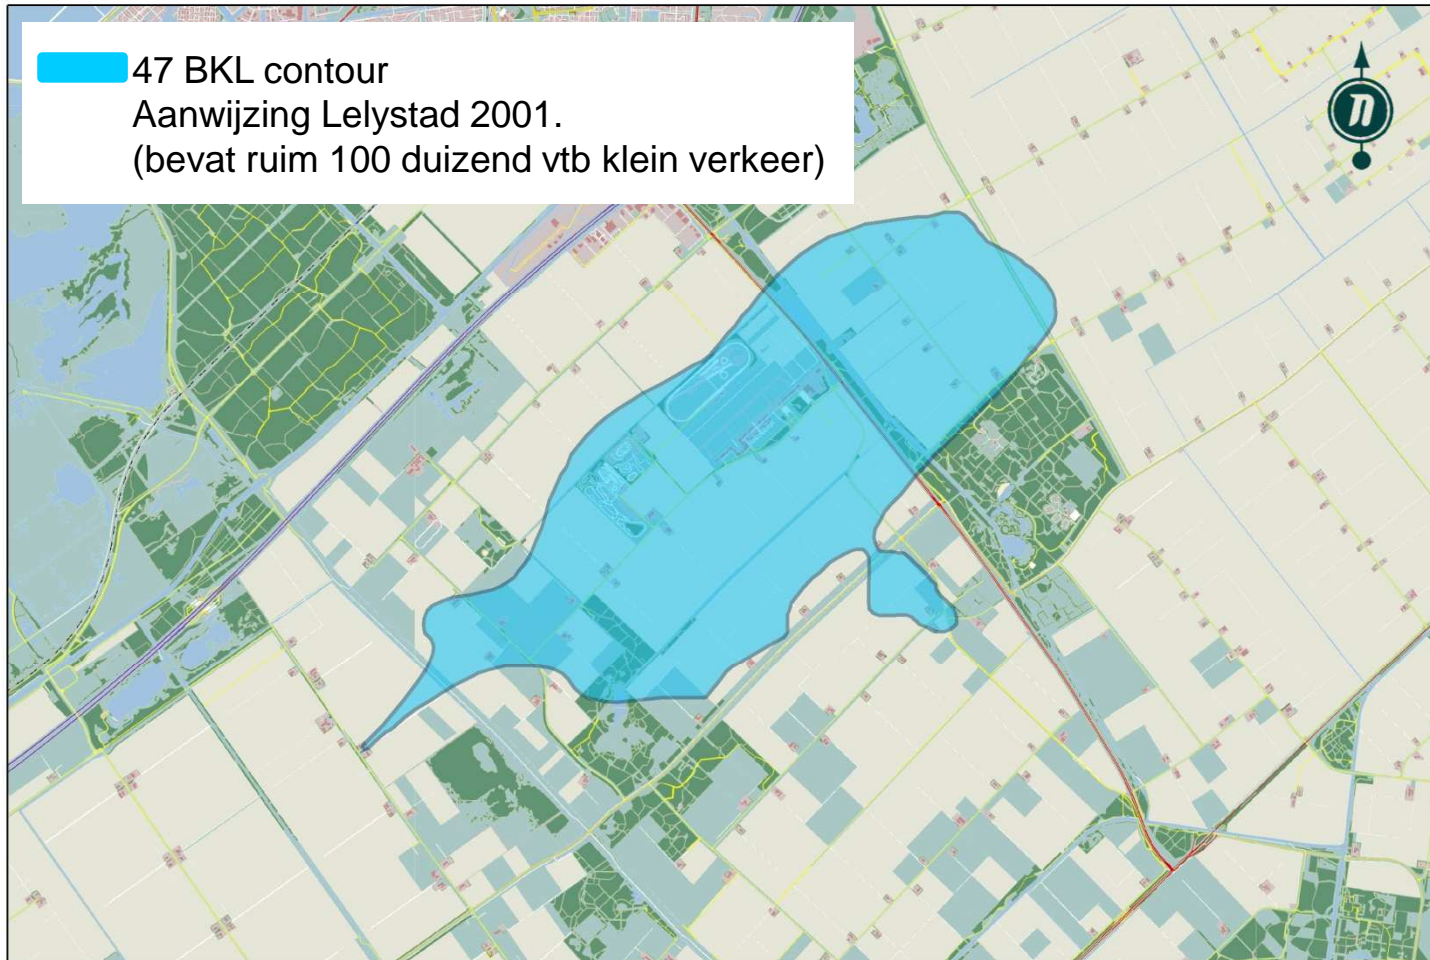 47 BKL contour
Aanwijzing Lelystad 2001.
(bevat ruim 100 duizend vtb klein verkeer)
n